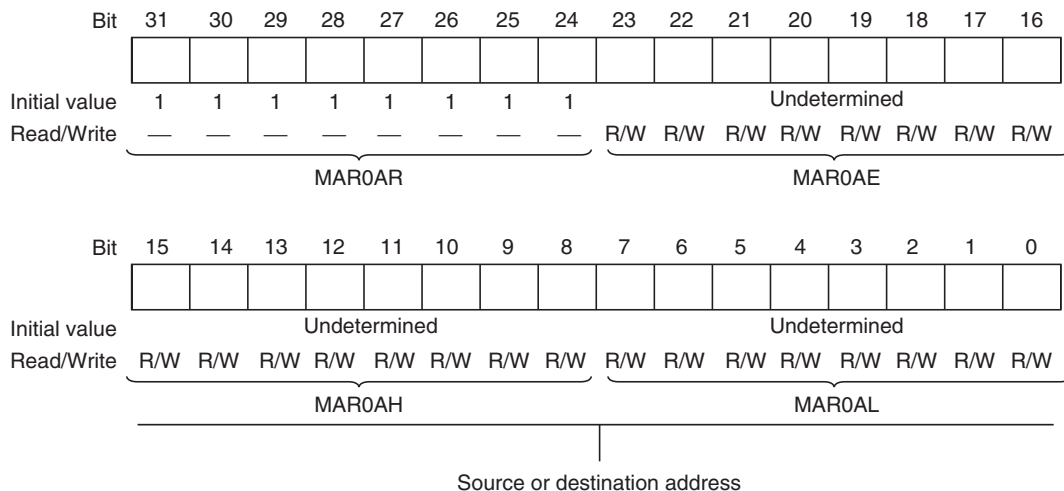 Bit 31 30 29 28 27 26 25 24 23 22 21 20 19 18 17 16
Initial value 1 1 1 1 1 1 1 1 Undetermined
Read/Write — — — — — — — — R/W R/W R/W R/W R/W R/W R/W R/W
MAR0AR MAR0AE
Bit 15 14 13 12 11 10 9 8 7 6 5 4 3 2 1 0
Initial value Undetermined Undetermined
Read/Write R/W R/W R/W R/W R/W R/W R/W R/W R/W R/W R/W R/W R/W R/W R/W R/W
MAR0AH MAR0AL
Source or destination address